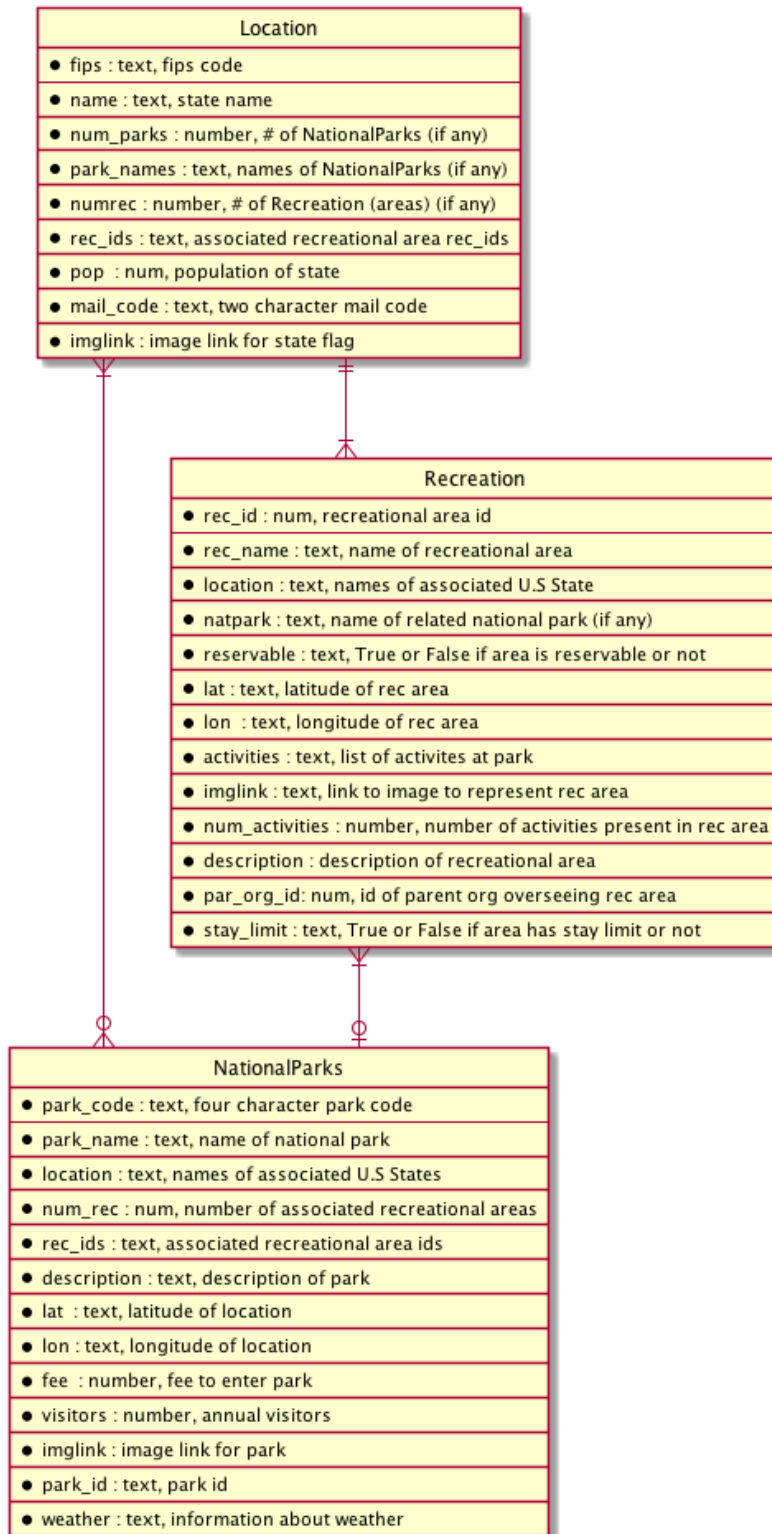 Location
fips : text, fips code
name : text, state name
num_parks : number, # of NationalParks (if any)
park_names : text, names of NationalParks (if any)
numrec : number, # of Recreation (areas) (if any)
rec_ids : text, associated recreational area rec_ids
pop : num, population of state
mail_code : text, two character mail code
imglink : image link for state flag
Recreation
rec_id : num, recreational area id
rec_name : text, name of recreational area
location : text, names of associated U.S State
natpark : text, name of related national park (if any)
reservable : text, True or False if area is reservable or not
lat : text, latitude of rec area
lon : text, longitude of rec area
activities : text, list of activites at park
imglink : text, link to image to represent rec area
num_activities : number, number of activities present in rec area
description : description of recreational area
par_org_id: num, id of parent org overseeing rec area
stay_limit : text, True or False if area has stay limit or not
NationalParks
park_code : text, four character park code
park_name : text, name of national park
location : text, names of associated U.S States
num_rec : num, number of associated recreational areas
rec_ids : text, associated recreational area ids
description : text, description of park
lat : text, latitude of location
lon : text, longitude of location
fee : number, fee to enter park
visitors : number, annual visitors
imglink : image link for park
park_id : text, park id
weather : text, information about weather